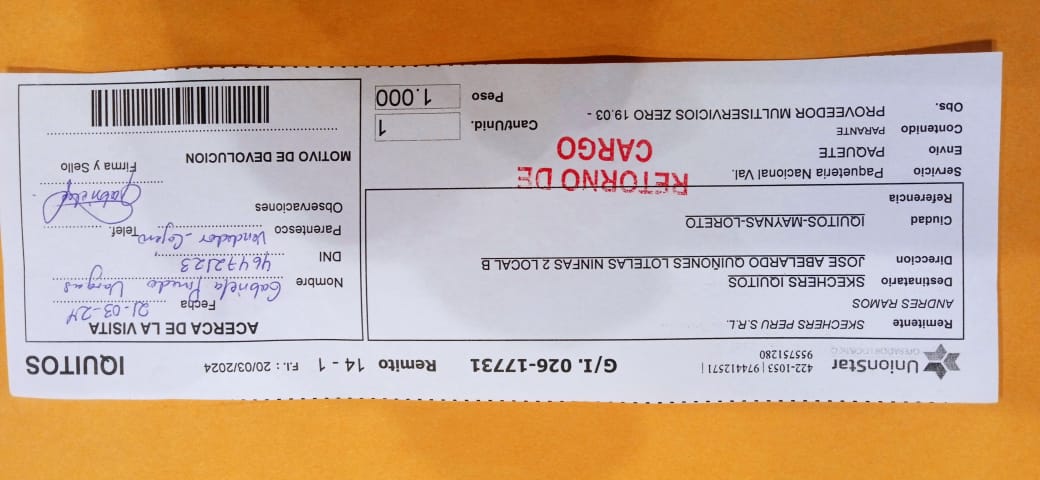 UnionStar
OPERADOR LOGISTICO
422-1053 | 974412571 |
955751280
G/I. 026-17731 Remito 14 - 1 F.I. : 20/03/2024 IQUITOS
Remitente SKECHERS PERU S.R.L.
ANDRES RAMOS
Destinatario SKECHERS IQUITOS
Direccion JOSE ABELARDO QUIÑONES LOTELAS NINFAS 2 LOCAL B
Ciudad IQUITOS-MAYNAS-LORETO
Referencia
Servicio Paqueteria Nacional Val.
Envio PAQUETE
Contenido PARANTE
Obs. PROVEEDOR MULTISERVICIOS ZERO 19.03 -
RETORNO DE
CARGO
Cant/Unid. 1
Peso 1.000
ACERCA DE LA VISITA
Fecha 21-03-24
Nombre Gabriela Pinedo Vargas
DNI 46472123
Parentesco Vendedor - Cajero Telef.
Observaciones
Gabriela
Firma y Sello
MOTIVO DE DEVOLUCION